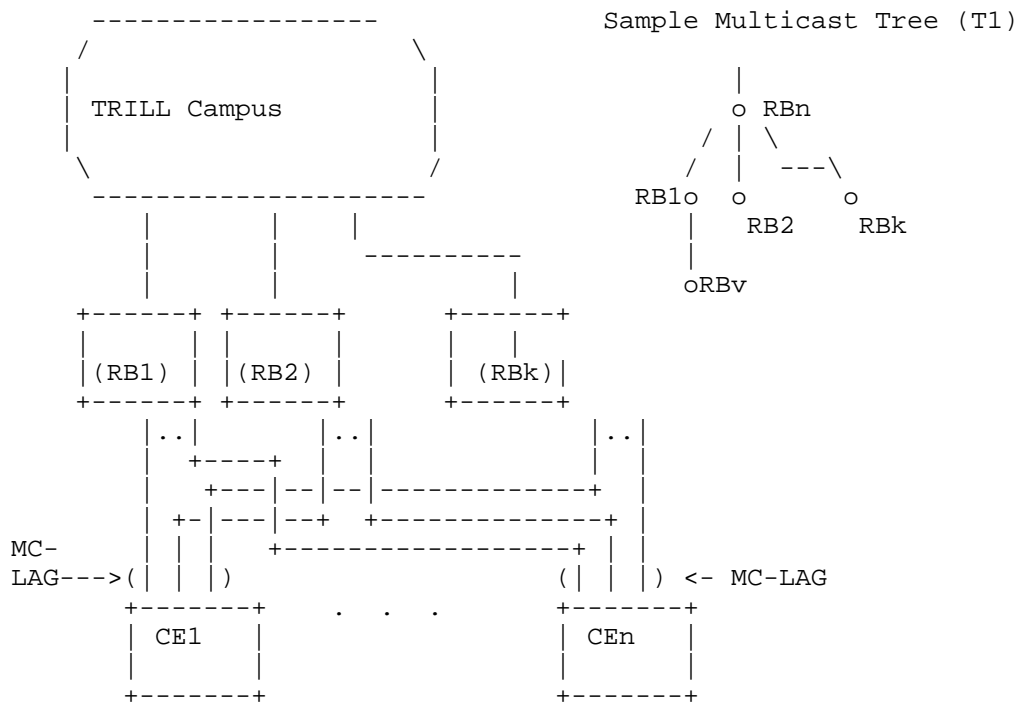 Sample Multicast Tree (T1)
TRILL Campus
o RBn
RB1o o o
RB2 RBk
oRBv
(RB1) (RB2) (RBk)
MC-
LAG---> <- MC-LAG
. . .
CE1 CEn